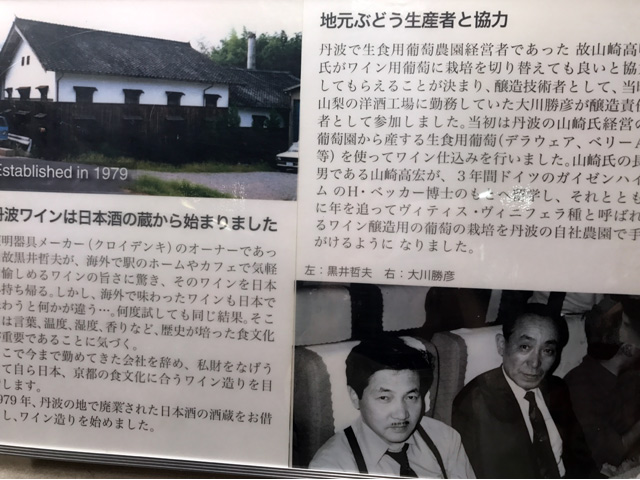 Established in 1979
丹波ワインは日本酒の蔵から始まりました
明器具メーカー(クロイデンキ)のオーナーであっ
故黒井哲夫が、海外で駅のホームやカフェで気軽
愉しめるワインの旨さに驚き、そのワインを日本
持ち帰る。しかし、海外で味わったワインも日本で
わうと何かが違う…。何度試しても同じ結果。そこ
は言葉、温度、湿度、香りなど、歴史が培った食文化
重要であることに気づく。
こで今まで勤めてきた会社を辞め、私財をなげう
て自ら日本、京都の食文化に合うワイン造りを目
します。
979年、丹波の地で廃業された日本酒の酒蔵をお借
し、ワイン造りを始めました。
地元ぶどう生産者と協力
丹波で生食用葡萄農園経営者であった 故山崎高
氏がワイン用葡萄に栽培を切り替えても良いと協
してもらえることが決まり、醸造技術者として、当
山梨の洋酒工場に勤務していた大川勝彦が醸造責
者として参加しました。当初は丹波の山崎氏経営の
葡萄園から産する生食用葡萄(デラウェア、ベリーA
等)を使ってワイン仕込みを行いました。山崎氏の長
男である山崎高宏が、3年間ドイツのガイゼンハイ
ムのH・ベッカー博士のも へ 学し、それととも
に年を追ってヴィティス・ヴィニフェラ種と呼ばれ
るワイン醸造用の葡萄の栽培を丹波の自社農園で手
がけるように なりました。
左:黒井哲夫 右:大川勝彦